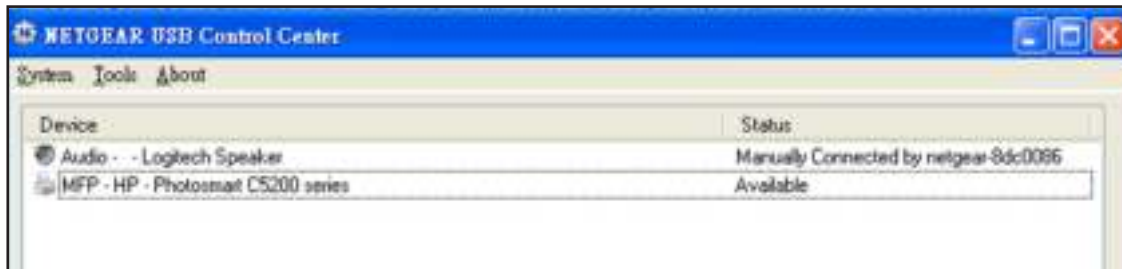 NETGEAR USB Control Center
System Tools About
Device Status
Audio - - Logitech Speaker Manually Connected by netgear-8dc0086
MFP - HP - Photosmart C5200 series Available